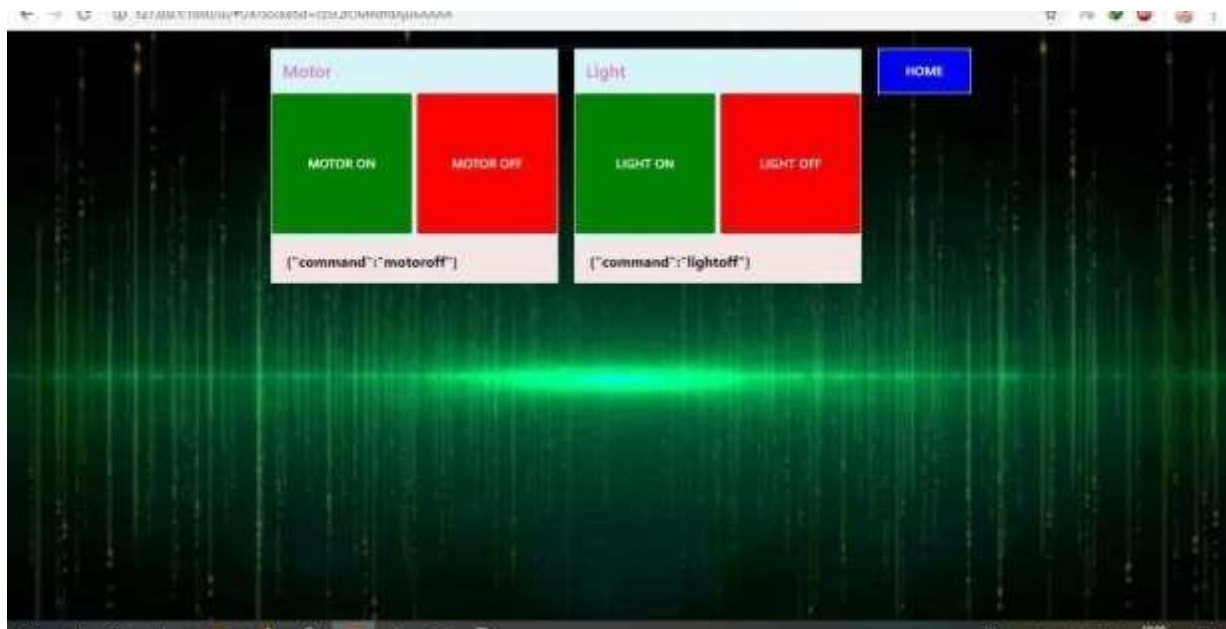 Motor
MOTOR ON
MOTOR OFF
{"command":"motoroff"}
Light
LIGHT ON
LIGHT OFF
{"command":"lightoff"}
HOME